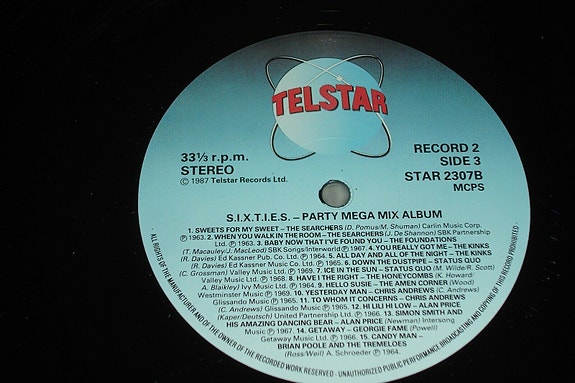 TELSTAR
33⅓ r.p.m.
STEREO
© 1987 Telstar Records Ltd.
RECORD 2
SIDE 3
STAR 2307B
MCPS
S.I.X.T.I.E.S. – PARTY MEGA MIX ALBUM
1. SWEETS FOR MY SWEET – THE SEARCHERS (D. Pomus/M. Shuman) Carlin Music Corp.
℗ 1963. 2. WHEN YOU WALK IN THE ROOM – THE SEARCHERS (J. DeShannon) SBK Partnership
Ltd. ℗ 1963. 3. BABY NOW THAT I'VE FOUND YOU – THE FOUNDATIONS
(T. Macauley/J. MacLeod) SBK Songs/Interworld ℗ 1967. 4. YOU REALLY GOT ME – THE KINKS
(R. Davies) Ed Kassner Pub. Co. Ltd. ℗ 1964. 5. ALL DAY AND ALL OF THE NIGHT – THE KINKS
(R. Davies) Ed Kassner Music Co. Ltd. ℗ 1965. 6. DOWN THE DUSTPIPE – STATUS QUO
(C. Grossman) Valley Music Ltd. ℗ 1969. 7. ICE IN THE SUN – STATUS QUO (M. Wilde/R. Scott)
Valley Music Ltd. ℗ 1968. 8. HAVE I THE RIGHT – THE HONEYCOMBS (K. Howard/
A. Blaikley) Ivy Music Ltd. ℗ 1964. 9. HELLO SUSIE – THE AMEN CORNER (Wood)
Westminster Music ℗ 1969. 10. YESTERDAY MAN – CHRIS ANDREWS (C. Andrews)
Glissando Music ℗ 1965. 11. TO WHOM IT CONCERNS – CHRIS ANDREWS
(C. Andrews) Glissando Music ℗ 1965. 12. HI LILI HI LOW – ALAN PRICE
(Kaper/Deutsch) United Partnership Ltd. ℗ 1966. 13. SIMON SMITH AND
HIS AMAZING DANCING BEAR – ALAN PRICE (Newman) Intersong
Music ℗ 1967. 14. GETAWAY – GEORGIE FAME (Powell)
Getaway Music ℗ 1966. 15. CANDY MAN –
BRIAN POOLE AND THE TREMELOES
(Ross/Weil) A. Schroeder ℗ 1964.
ALL RIGHTS OF THE MANUFACTURER AND OF THE OWNER OF THE RECORDED WORK RESERVED · UNAUTHORIZED PUBLIC PERFORMANCE BROADCASTING AND COPYING OF THIS RECORD PROHIBITED